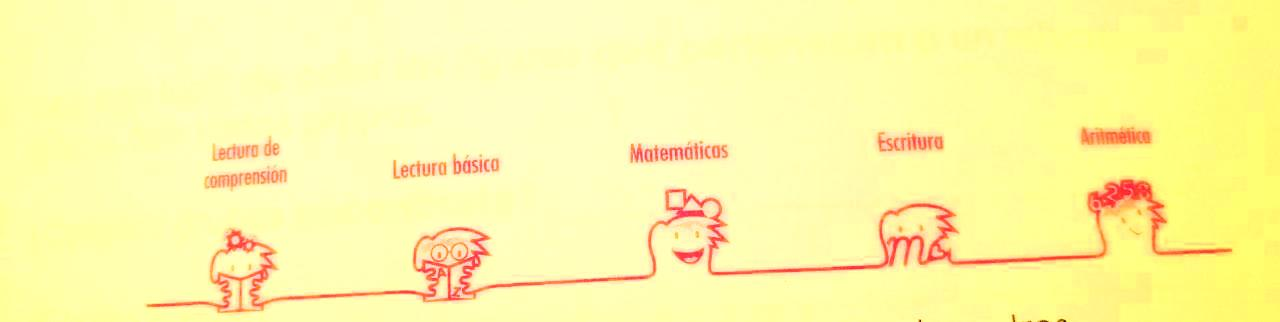 Lectura de
comprensión
Lectura básica
Matemáticas
Escritura
Aritmética